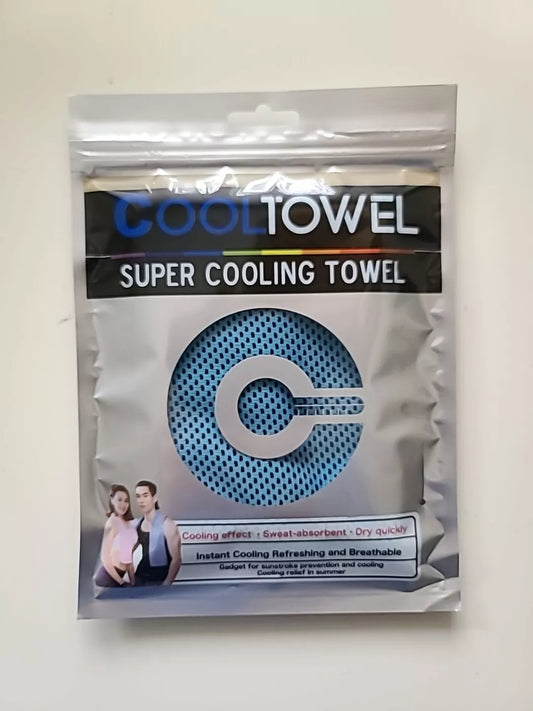 COOLTOWEL
SUPER COOLING TOWEL
Cooling effect · Sweat-absorbent · Dry quickly
Instant Cooling Refreshing and Breathable
Gadget for sunstroke prevention and cooling
Cooling relief in summer